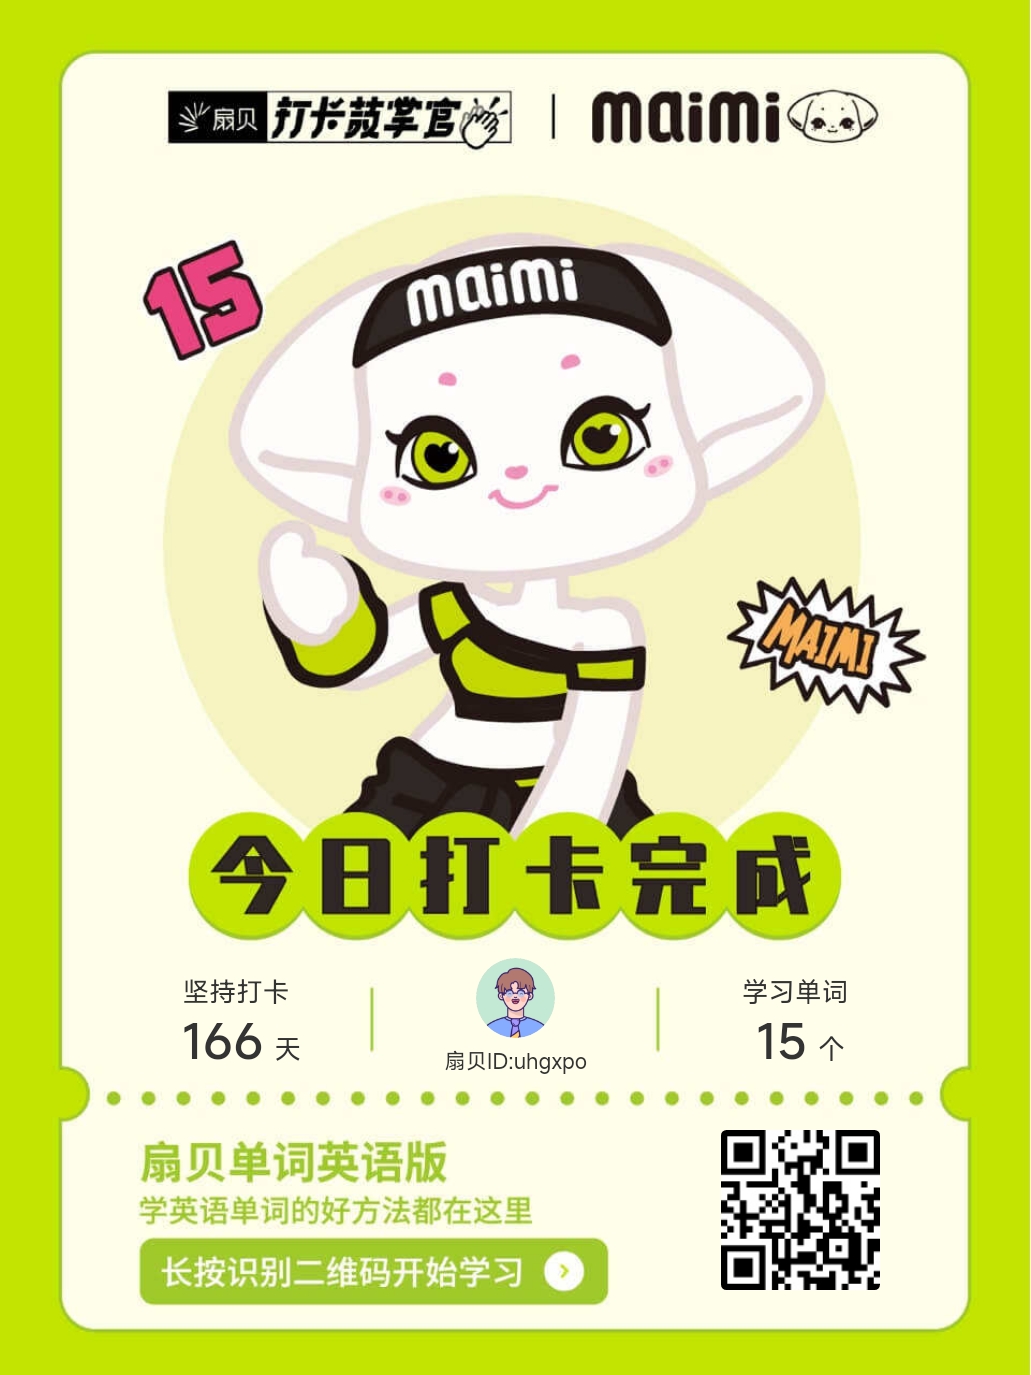 扇贝 打卡鼓掌官 maimi
15
maimi
MAIMI
今日打卡完成
坚持打卡
166 天
扇贝ID:uhgxpo
学习单词
15 个
扇贝单词英语版
学英语单词的好方法都在这里
长按识别二维码开始学习